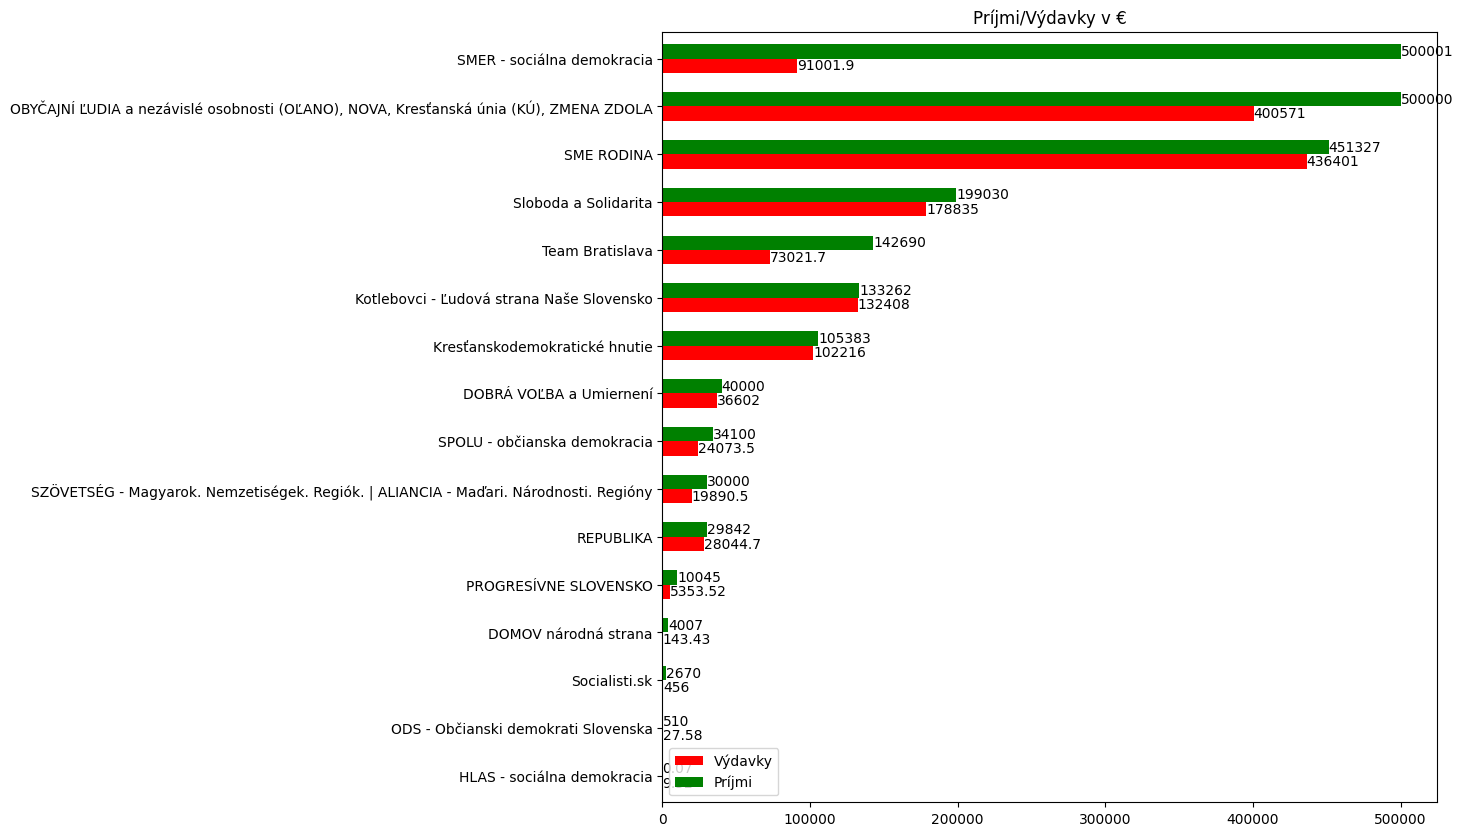 Príjmi/Výdavky v €
SMER - sociálna demokracia
500001
91001.9
OBYČAJNÍ ĽUDIA a nezávislé osobnosti (OĽANO), NOVA, Kresťanská únia (KÚ), ZMENA ZDOLA
500000
400571
SME RODINA
451327
436401
Sloboda a Solidarita
199030
178835
Team Bratislava
142690
73021.7
Kotlebovci - Ľudová strana Naše Slovensko
133262
132408
Kresťanskodemokratické hnutie
105383
102216
DOBRÁ VOĽBA a Umiernení
40000
36602
SPOLU - občianska demokracia
34100
24073.5
SZÖVETSÉG - Magyarok. Nemzetiségek. Regiók. | ALIANCIA - Maďari. Národnosti. Regióny
30000
19890.5
REPUBLIKA
29842
28044.7
PROGRESÍVNE SLOVENSKO
10045
5353.52
DOMOV národná strana
4007
143.43
Socialisti.sk
2670
456
ODS - Občianski demokrati Slovenska
510
27.58
HLAS - sociálna demokracia
0.07
Výdavky
Príjmi
0 100000 200000 300000 400000 500000